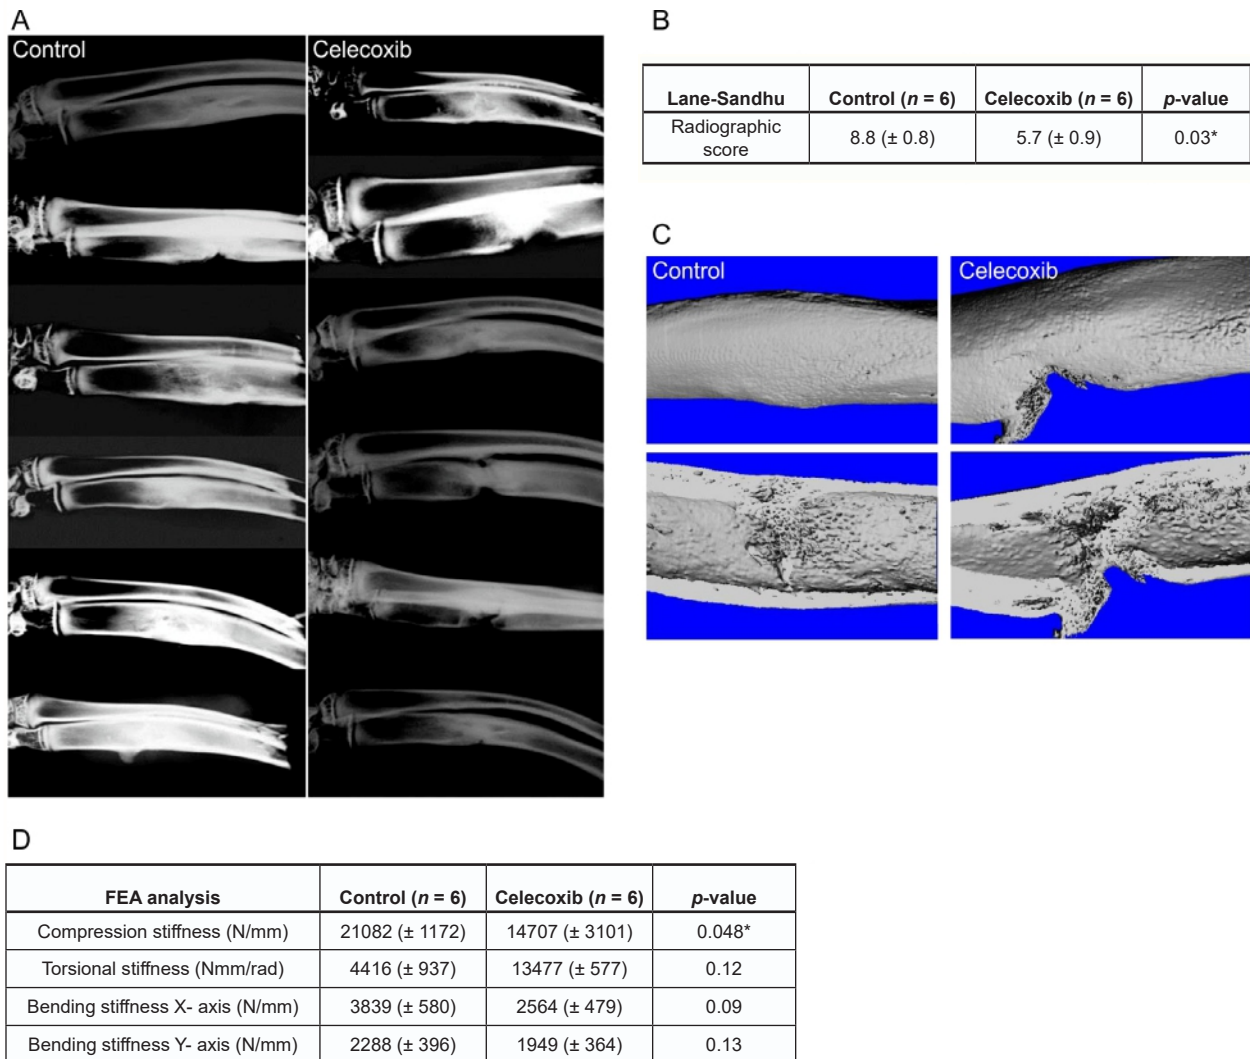 A
Control
Celecoxib
B
Lane-Sandhu Control (n = 6) Celecoxib (n = 6) p-value
Radiographic
score 8.8 (± 0.8) 5.7 (± 0.9) 0.03*
C
Control
Celecoxib
D
FEA analysis Control (n = 6) Celecoxib (n = 6) p-value
Compression stiffness (N/mm) 21082 (± 1172) 14707 (± 3101) 0.048*
Torsional stiffness (Nmm/rad) 4416 (± 937) 13477 (± 577) 0.12
Bending stiffness X- axis (N/mm) 3839 (± 580) 2564 (± 479) 0.09
Bending stiffness Y- axis (N/mm) 2288 (± 396) 1949 (± 364) 0.13